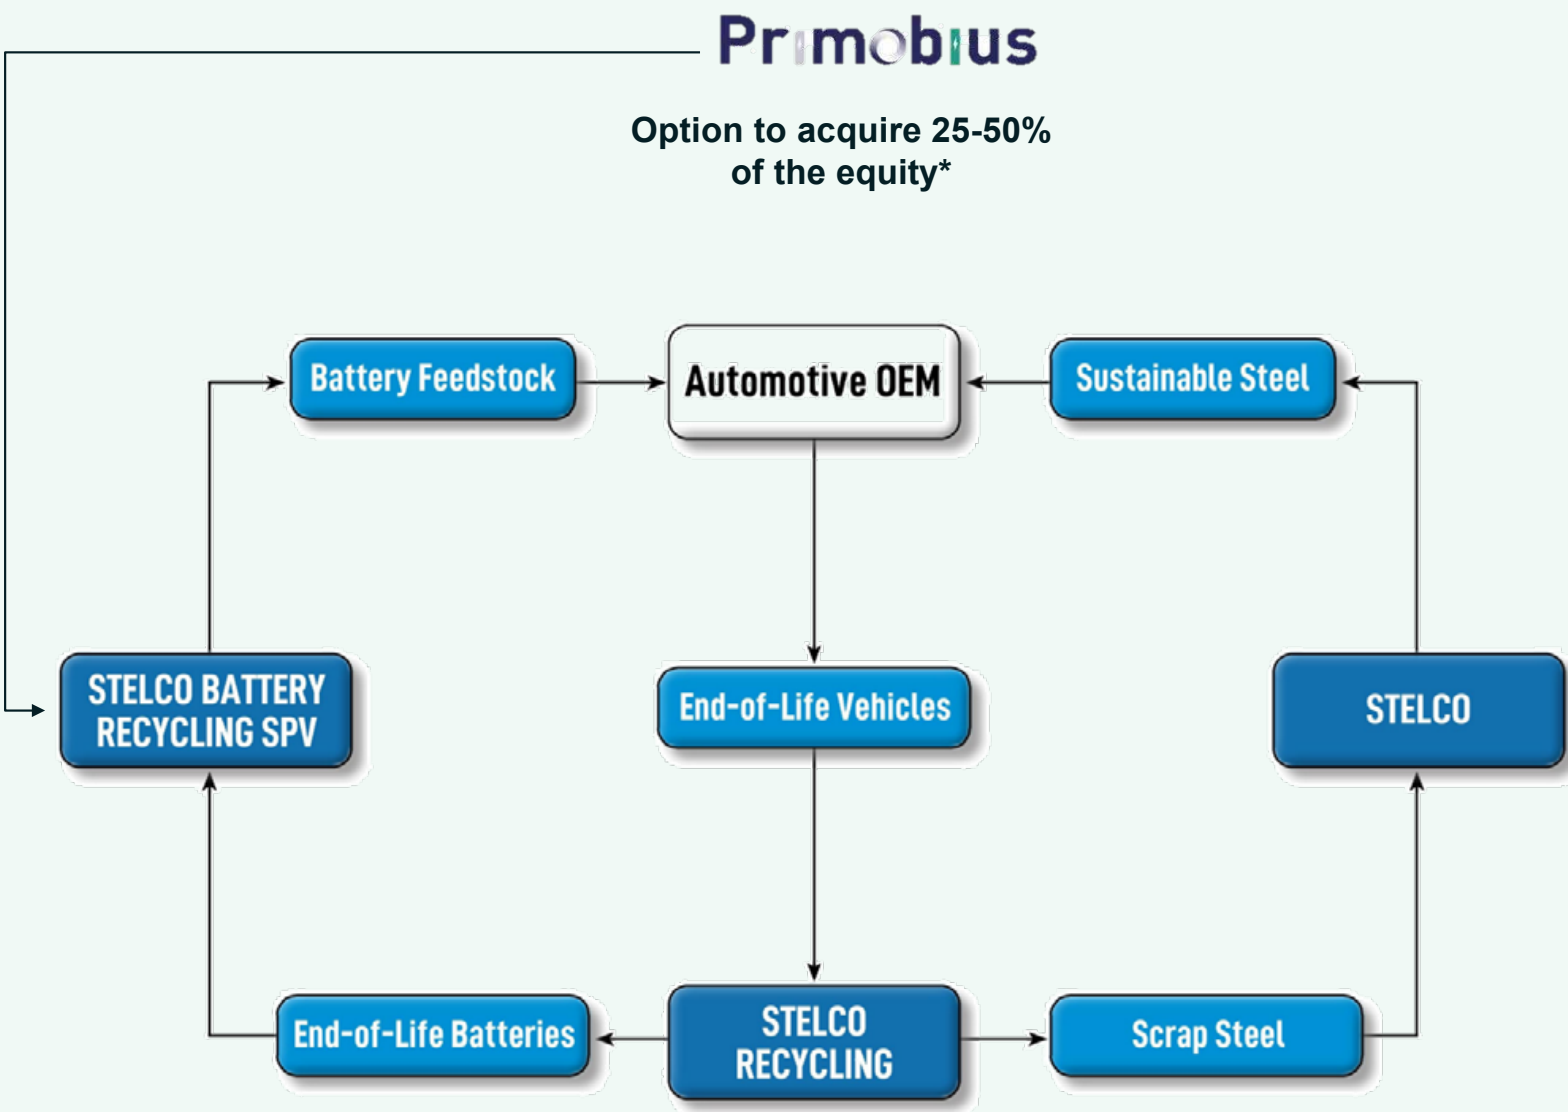 Primobius
Option to acquire 25-50%
of the equity*
Battery Feedstock
Automotive OEM
Sustainable Steel
STELCO BATTERY
RECYCLING SPV
End-of-Life Vehicles
STELCO
End-of-Life Batteries
STELCO
RECYCLING
Scrap Steel